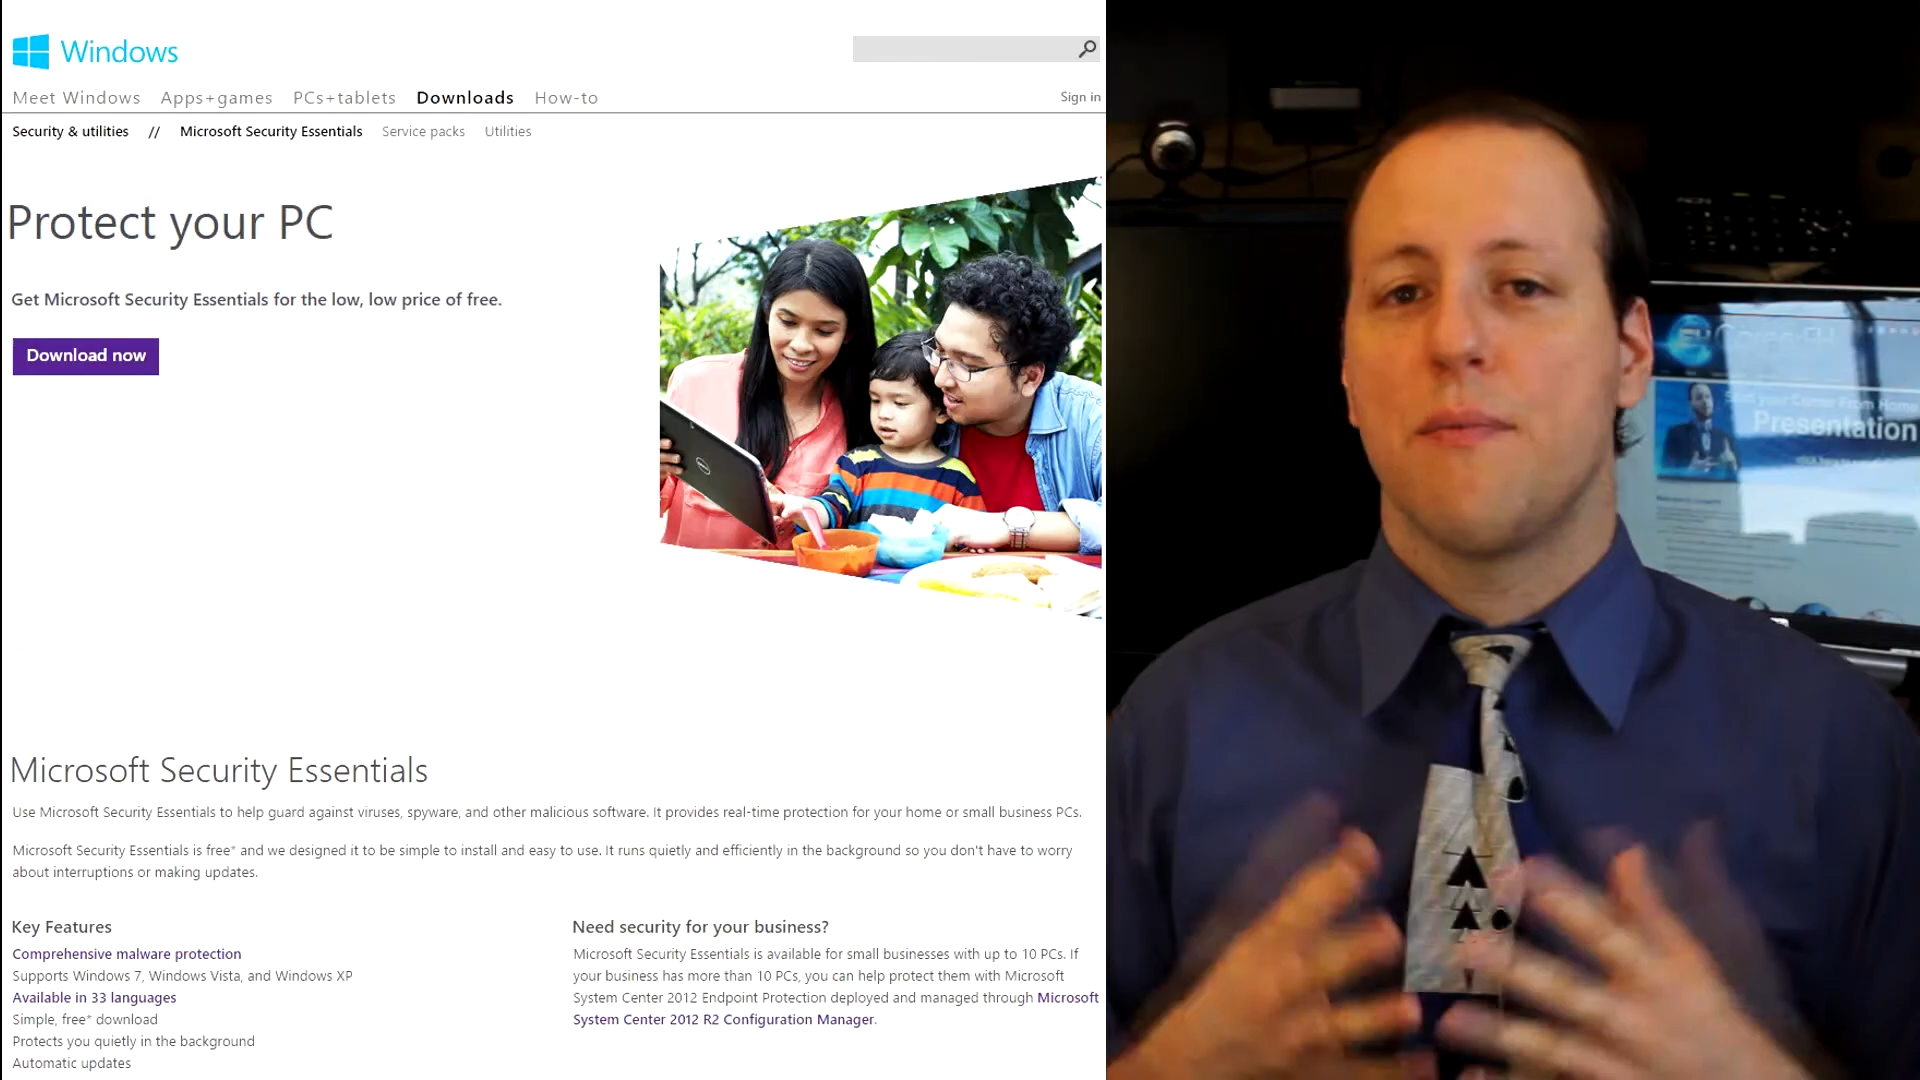 Windows
Meet Windows Apps+games PCs+tablets Downloads How-to Sign in
Security & utilities // Microsoft Security Essentials Service packs Utilities
Protect your PC
Get Microsoft Security Essentials for the low, low price of free.
Download now
Microsoft Security Essentials
Use Microsoft Security Essentials to help guard against viruses, spyware, and other malicious software. It provides real-time protection for your home or small business PCs.
Microsoft Security Essentials is free* and we designed it to be simple to install and easy to use. It runs quietly and efficiently in the background so you don't have to worry
about interruptions or making updates.
Key Features
Comprehensive malware protection
Supports Windows 7, Windows Vista, and Windows XP
Available in 33 languages
Simple, free* download
Protects you quietly in the background
Automatic updates
Need security for your business?
Microsoft Security Essentials is available for small businesses with up to 10 PCs. If
your business has more than 10 PCs, you can help protect them with Microsoft
System Center 2012 Endpoint Protection deployed and managed through Microsoft
System Center 2012 R2 Configuration Manager.
Presentation